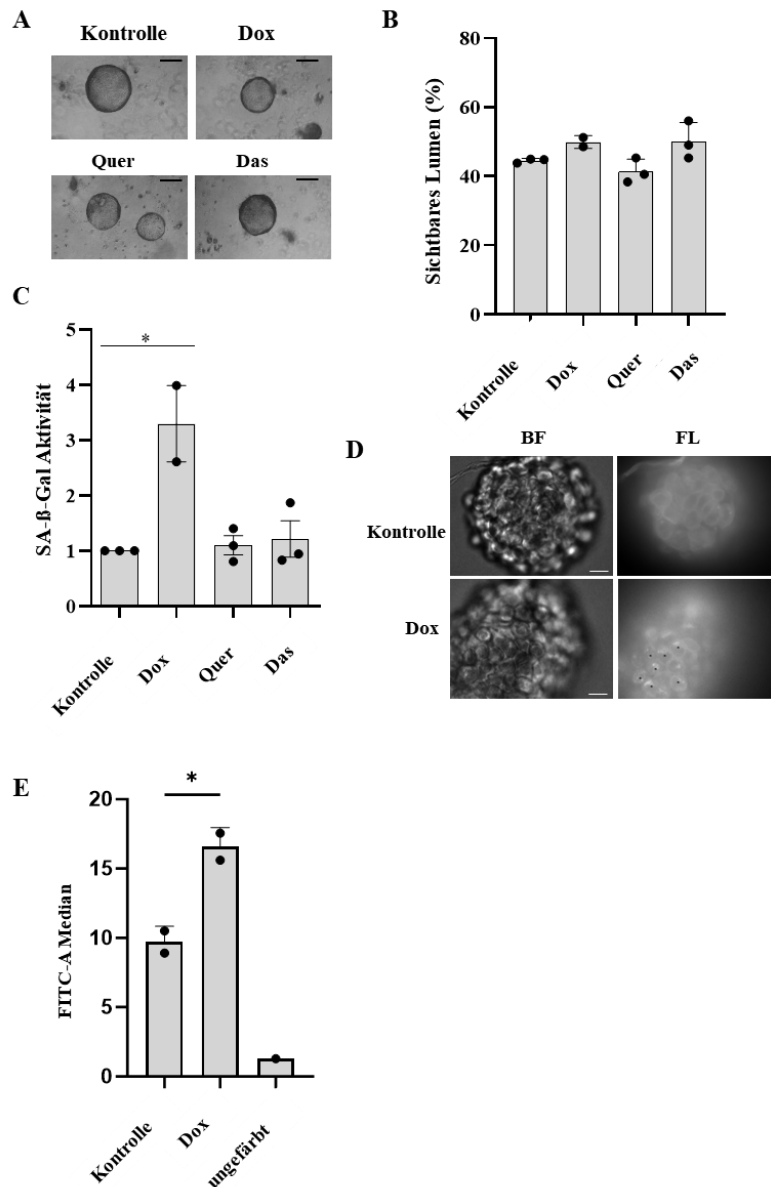 A
Kontrolle Dox
Quer Das
B
Sichtbares Lumen (%)
80
60
40
20
0
Kontrolle
Dox
Quer
Das
C
SA-ß-Gal Aktivität
5
4
3
2
1
0
*
Kontrolle
Dox
Quer
Das
D
BF FL
Kontrolle
Dox
E
FITC-A Median
20
15
10
5
0
*
Kontrolle
Dox
ungefärbt